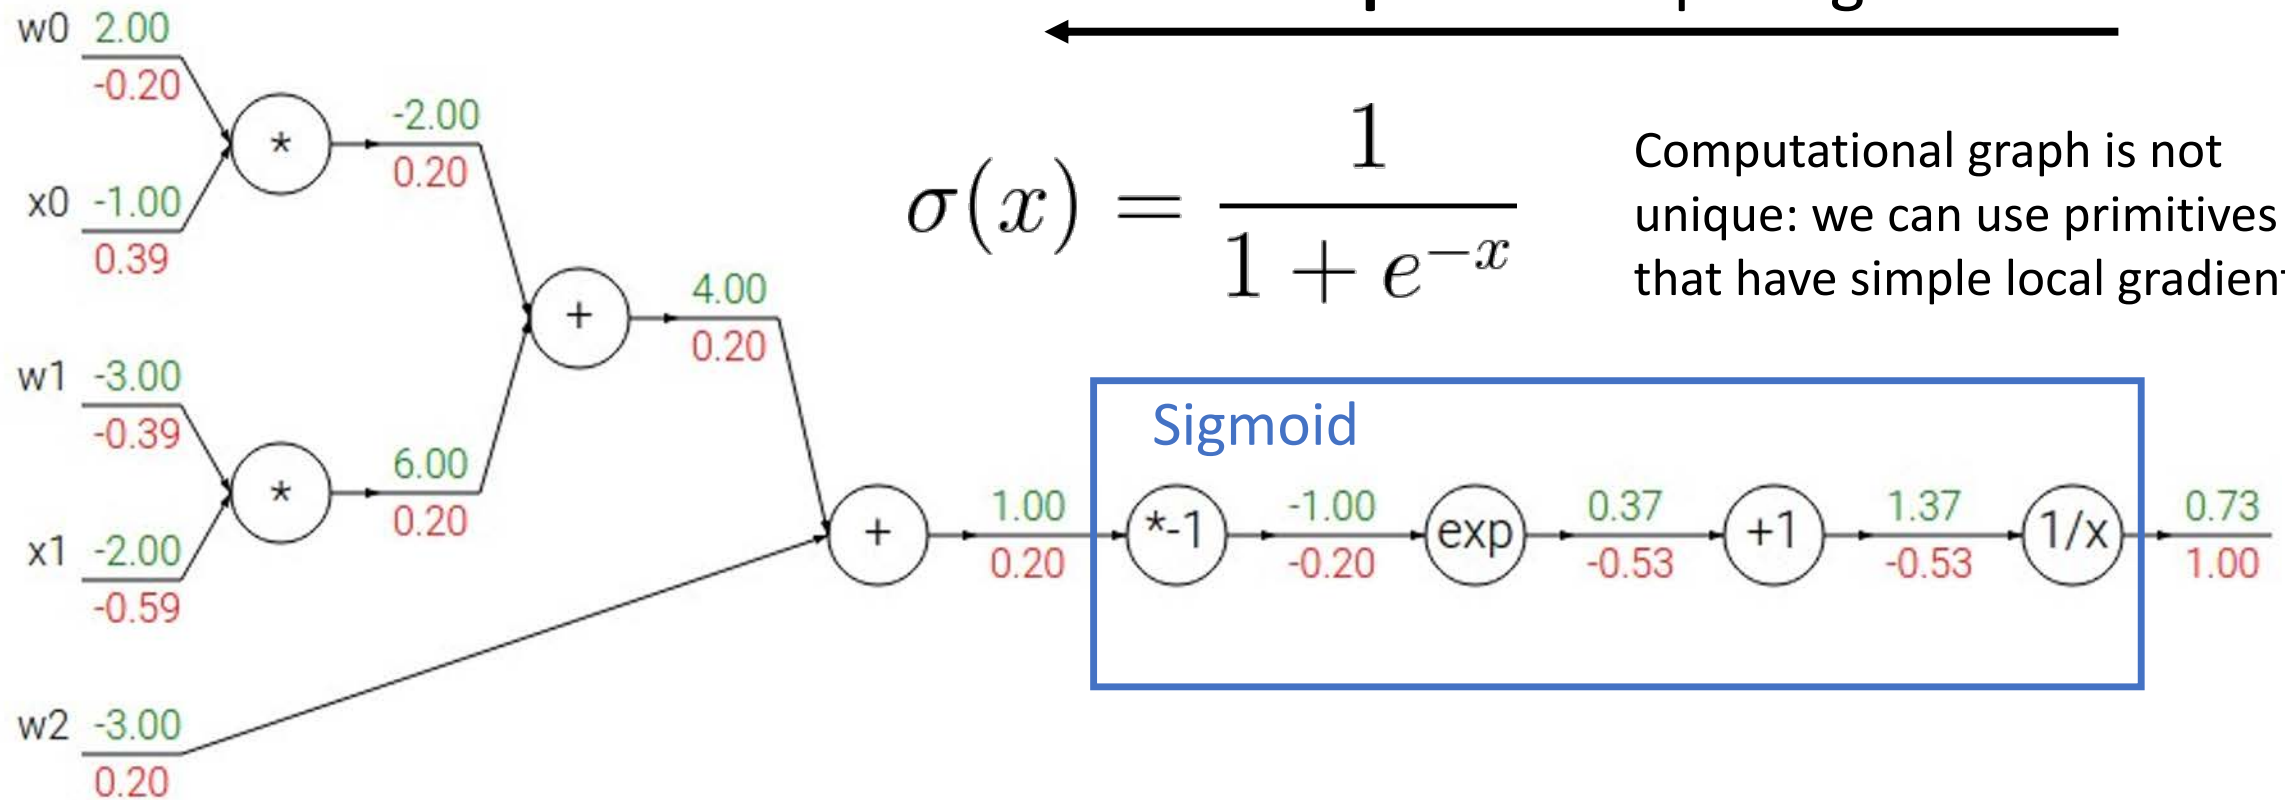 w0 2.00
-0.20
*
-2.00
0.20
x0 -1.00
0.39
σ(x) = 1 / (1 + e^{-x})
Computational graph is not
unique: we can use primitives
that have simple local gradient
+
4.00
0.20
w1 -3.00
-0.39
*
6.00
0.20
x1 -2.00
-0.59
Sigmoid
+
1.00
0.20
*-1
-1.00
-0.20
exp
0.37
-0.53
+1
1.37
-0.53
1/x
0.73
1.00
w2 -3.00
0.20